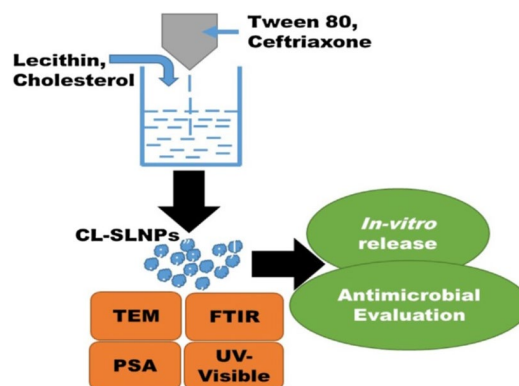 Tween 80,
Ceftriaxone
Lecithin,
Cholesterol
CL-SLNPs
In-vitro
release
Antimicrobial
Evaluation
TEM
FTIR
PSA
UV-
Visible